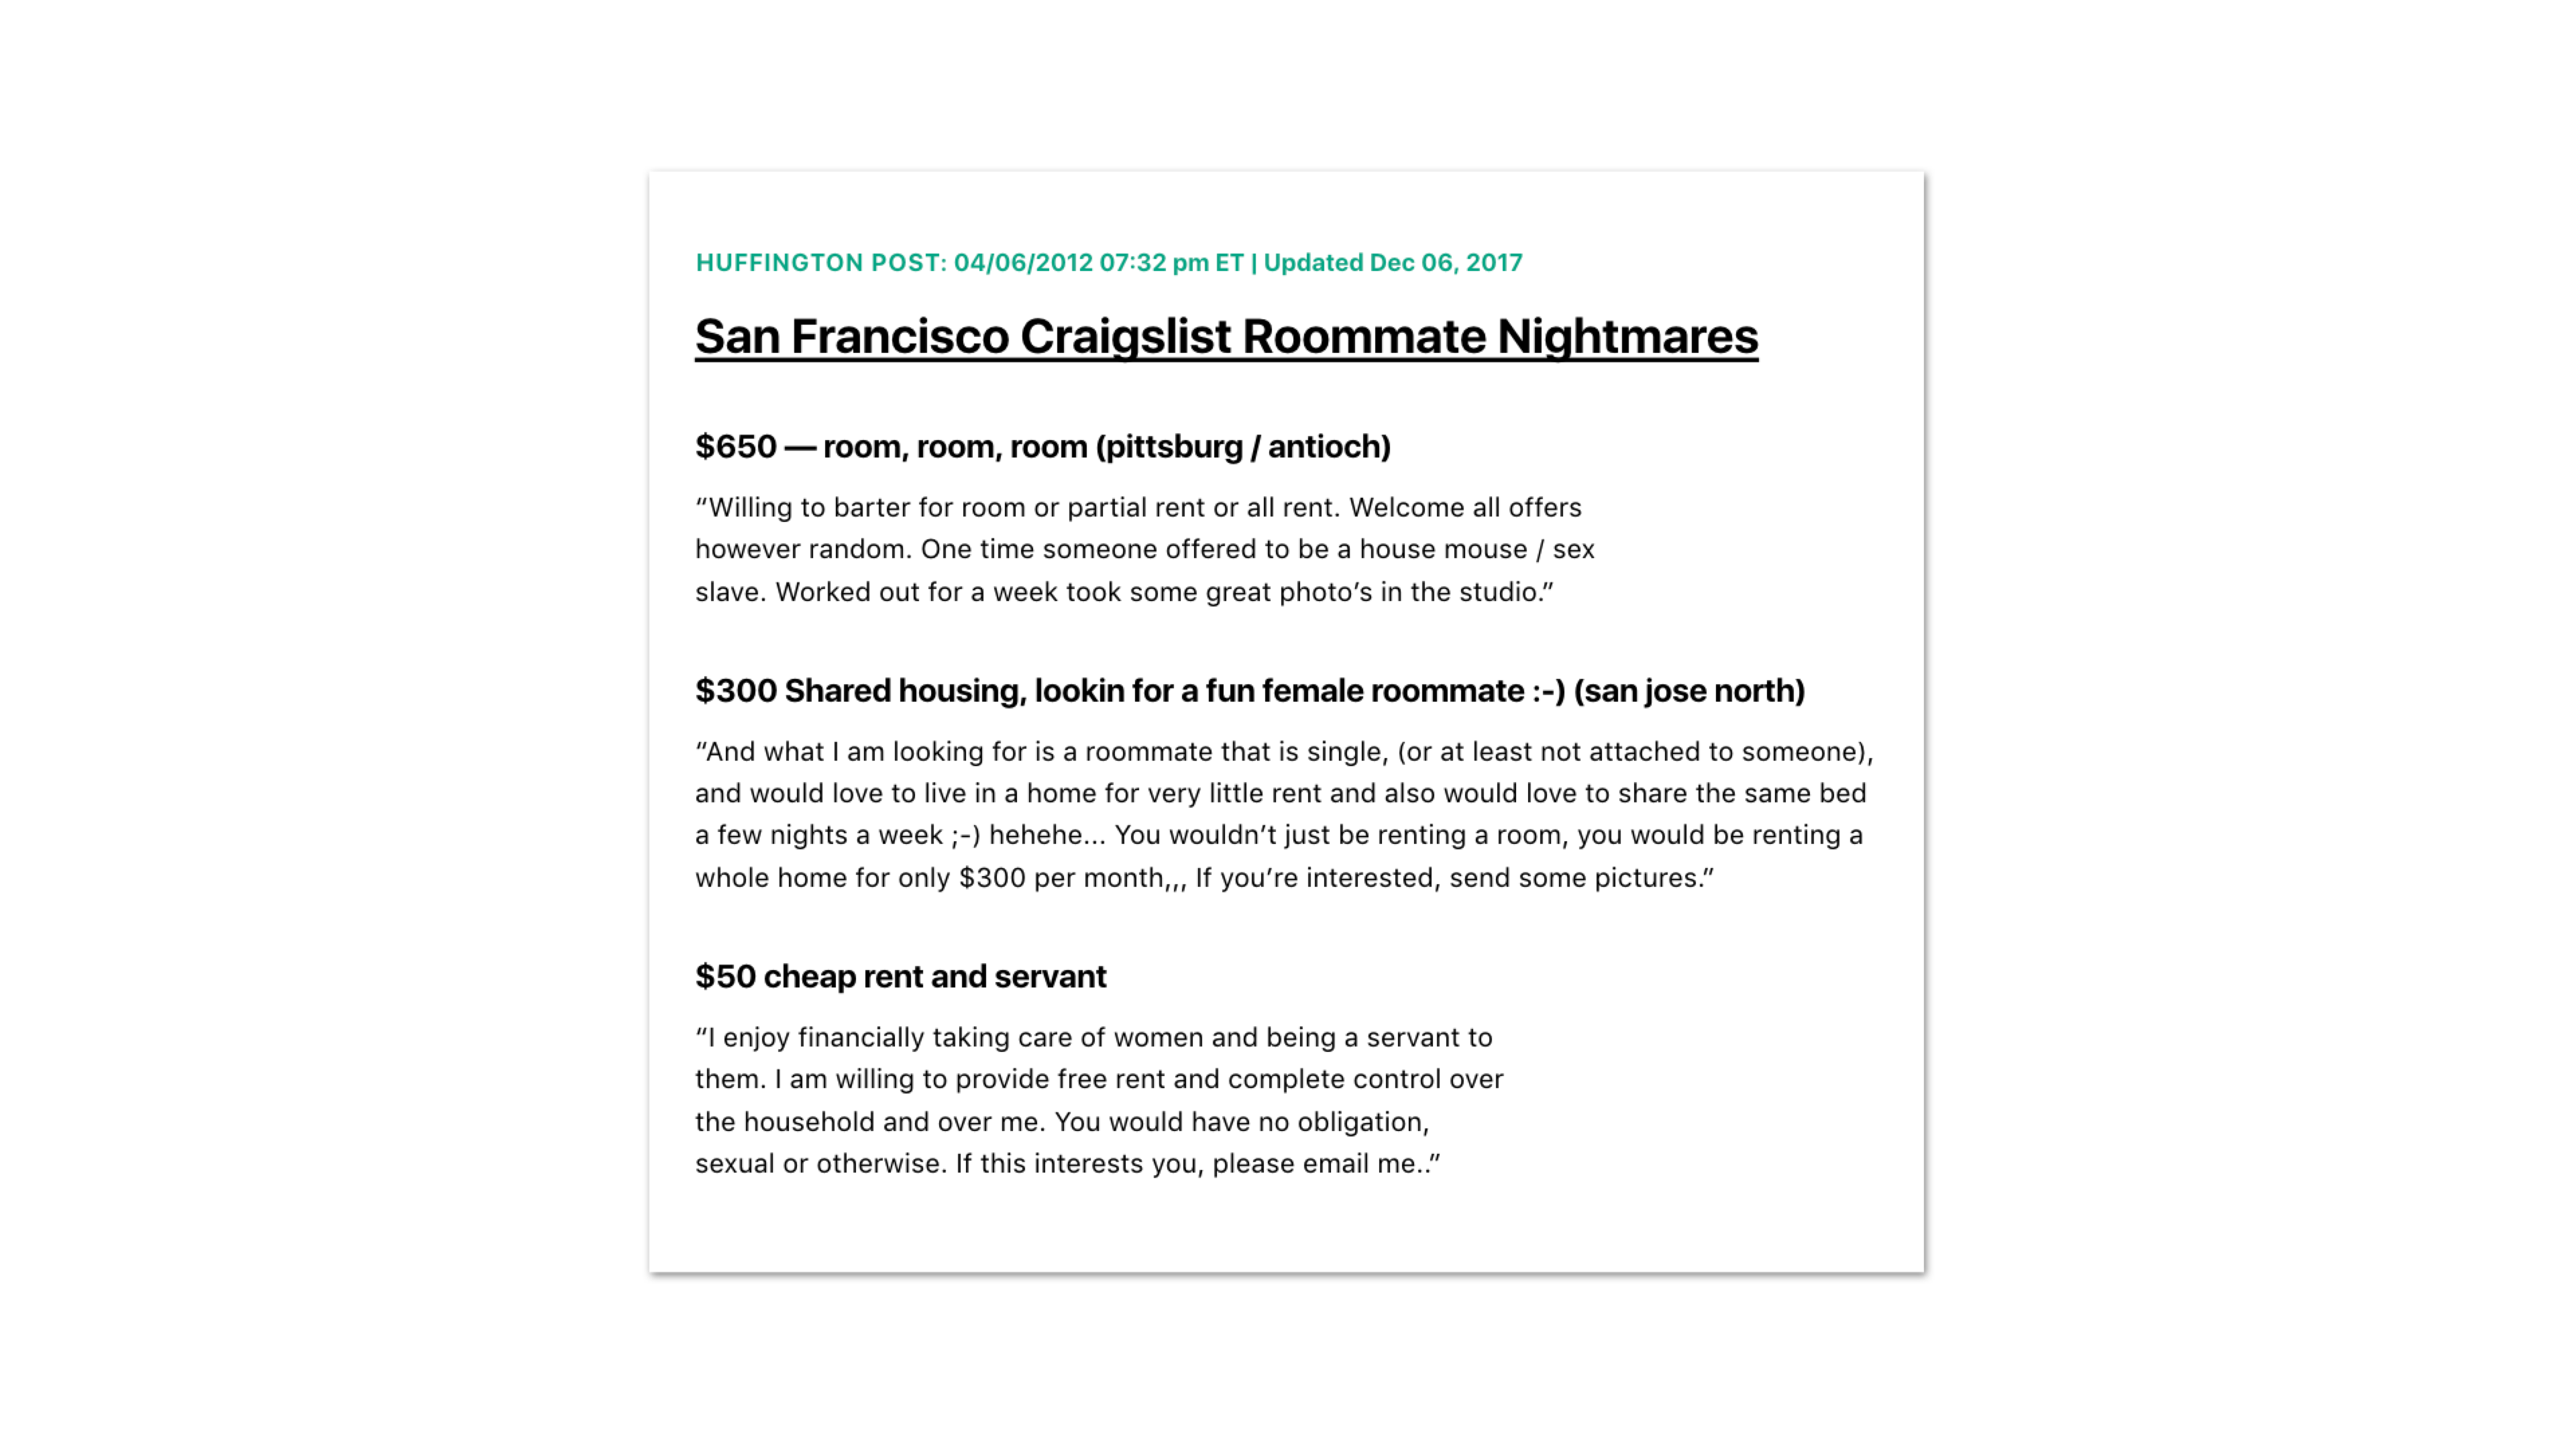 HUFFINGTON POST: 04/06/2012 07:32 pm ET | Updated Dec 06, 2017
San Francisco Craigslist Roommate Nightmares
$650 — room, room, room (pittsburg / antioch)
“Willing to barter for room or partial rent or all rent. Welcome all offers
however random. One time someone offered to be a house mouse / sex
slave. Worked out for a week took some great photo’s in the studio.”
$300 Shared housing, lookin for a fun female roommate :-) (san jose north)
“And what I am looking for is a roommate that is single, (or at least not attached to someone),
and would love to live in a home for very little rent and also would love to share the same bed
a few nights a week ;-) hehehe... You wouldn’t just be renting a room, you would be renting a
whole home for only $300 per month,,, If you’re interested, send some pictures.”
$50 cheap rent and servant
“I enjoy financially taking care of women and being a servant to
them. I am willing to provide free rent and complete control over
the household and over me. You would have no obligation,
sexual or otherwise. If this interests you, please email me..”